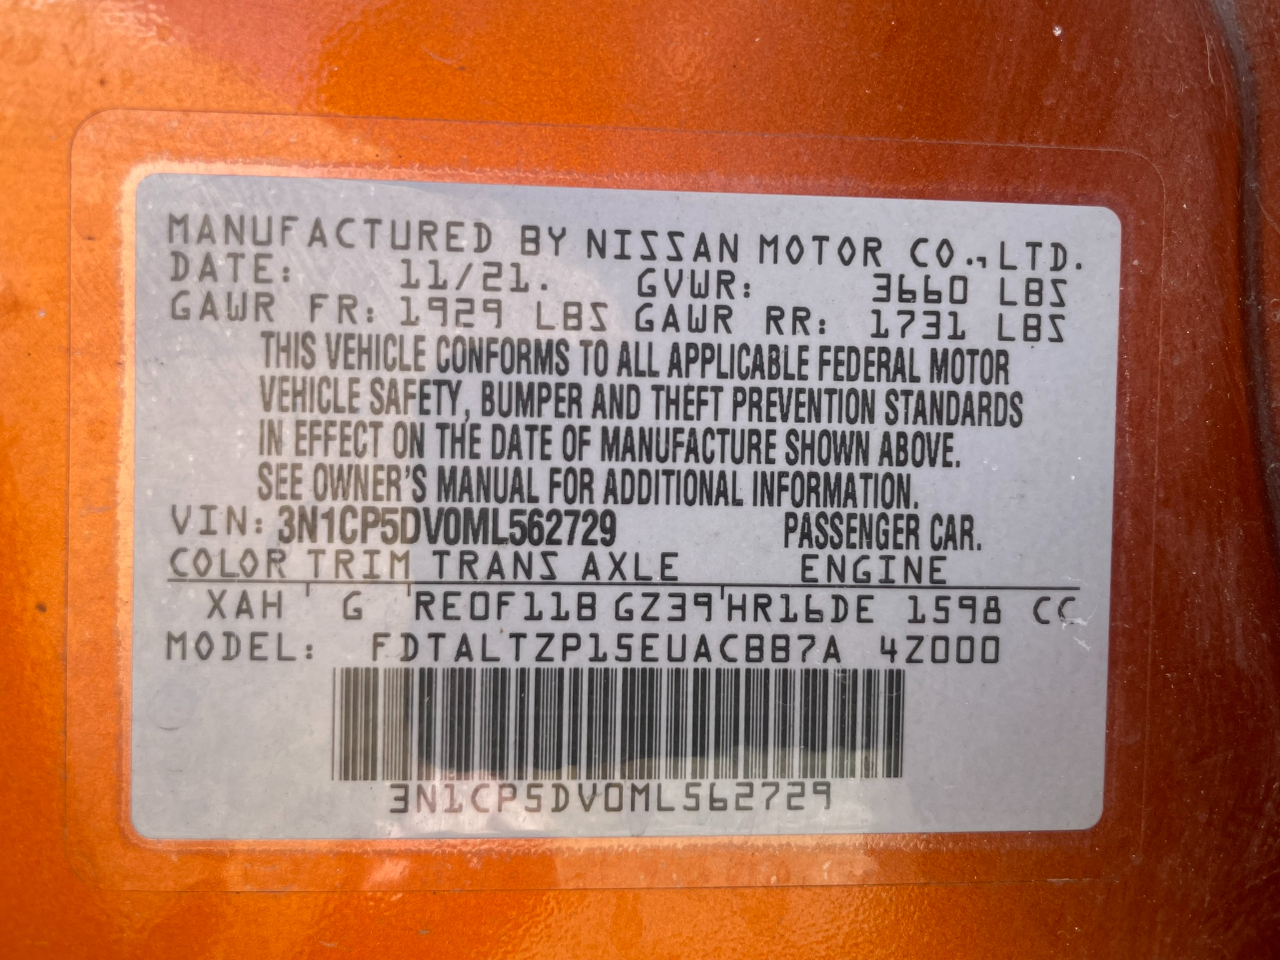 MANUFACTURED BY NISSAN MOTOR CO., LTD.
DATE: 11/21. GVWR: 3660 LBS
GAWR FR: 1929 LBS GAWR RR: 1731 LBS
THIS VEHICLE CONFORMS TO ALL APPLICABLE FEDERAL MOTOR
VEHICLE SAFETY, BUMPER AND THEFT PREVENTION STANDARDS
IN EFFECT ON THE DATE OF MANUFACTURE SHOWN ABOVE.
SEE OWNER'S MANUAL FOR ADDITIONAL INFORMATION.
VIN: 3N1CP5DV0ML562729 PASSENGER CAR.
COLOR TRIM TRANS AXLE ENGINE
XAH G RE0F11B GZ39 HR16DE 1598 CC
MODEL: FDTALTZP15EUACBB7A 4Z000
3N1CP5DV0ML562729